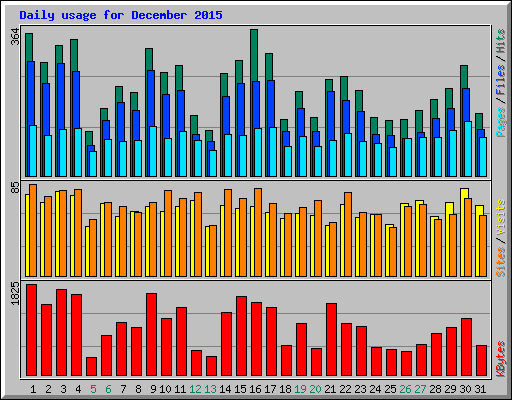 Daily usage for December 2015
364
Pages/Files/Hits
85
Sites/Visits
1825
KBytes
1 2 3 4 5 6 7 8 9 10 11 12 13 14 15 16 17 18 19 20 21 22 23 24 25 26 27 28 29 30 31